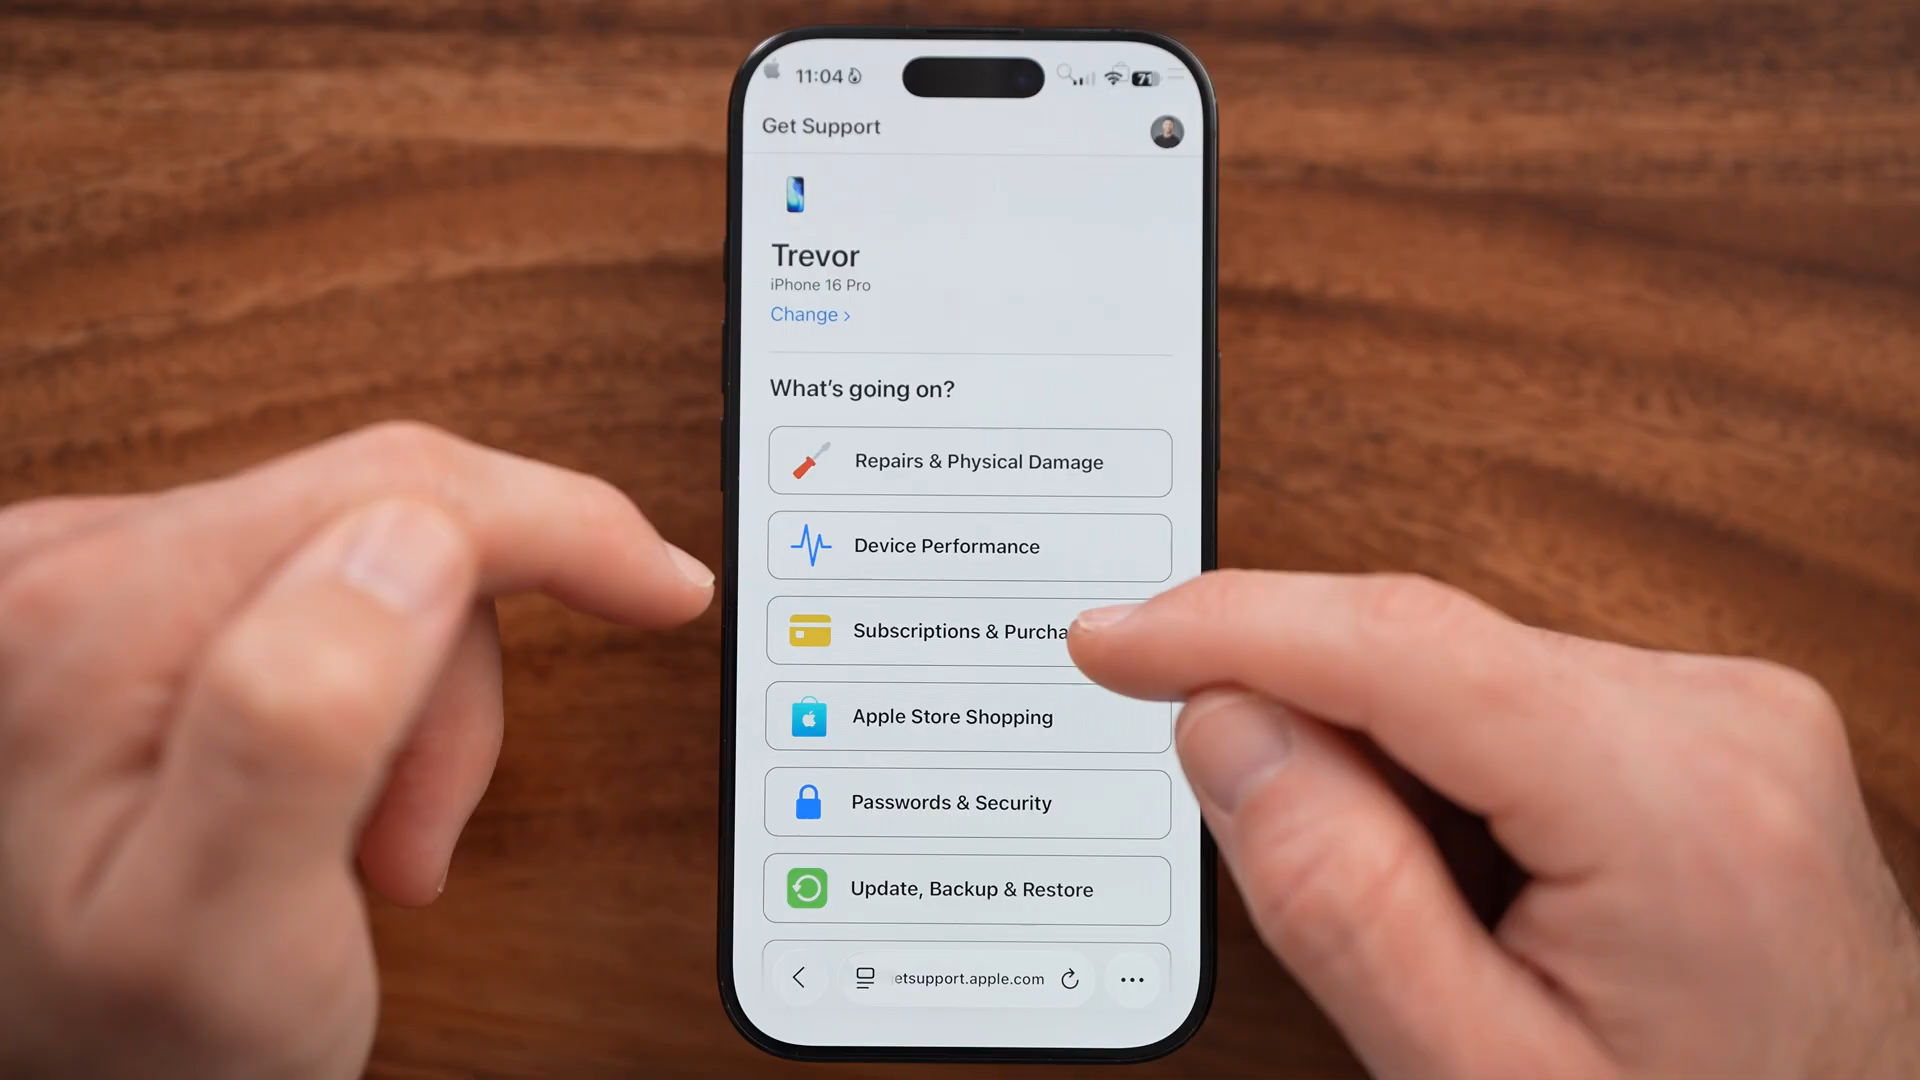 11:04
71
Get Support
Trevor
iPhone 16 Pro
Change >
What's going on?
Repairs & Physical Damage
Device Performance
Subscriptions & Purcha
Apple Store Shopping
Passwords & Security
Update, Backup & Restore
etsupport.apple.com